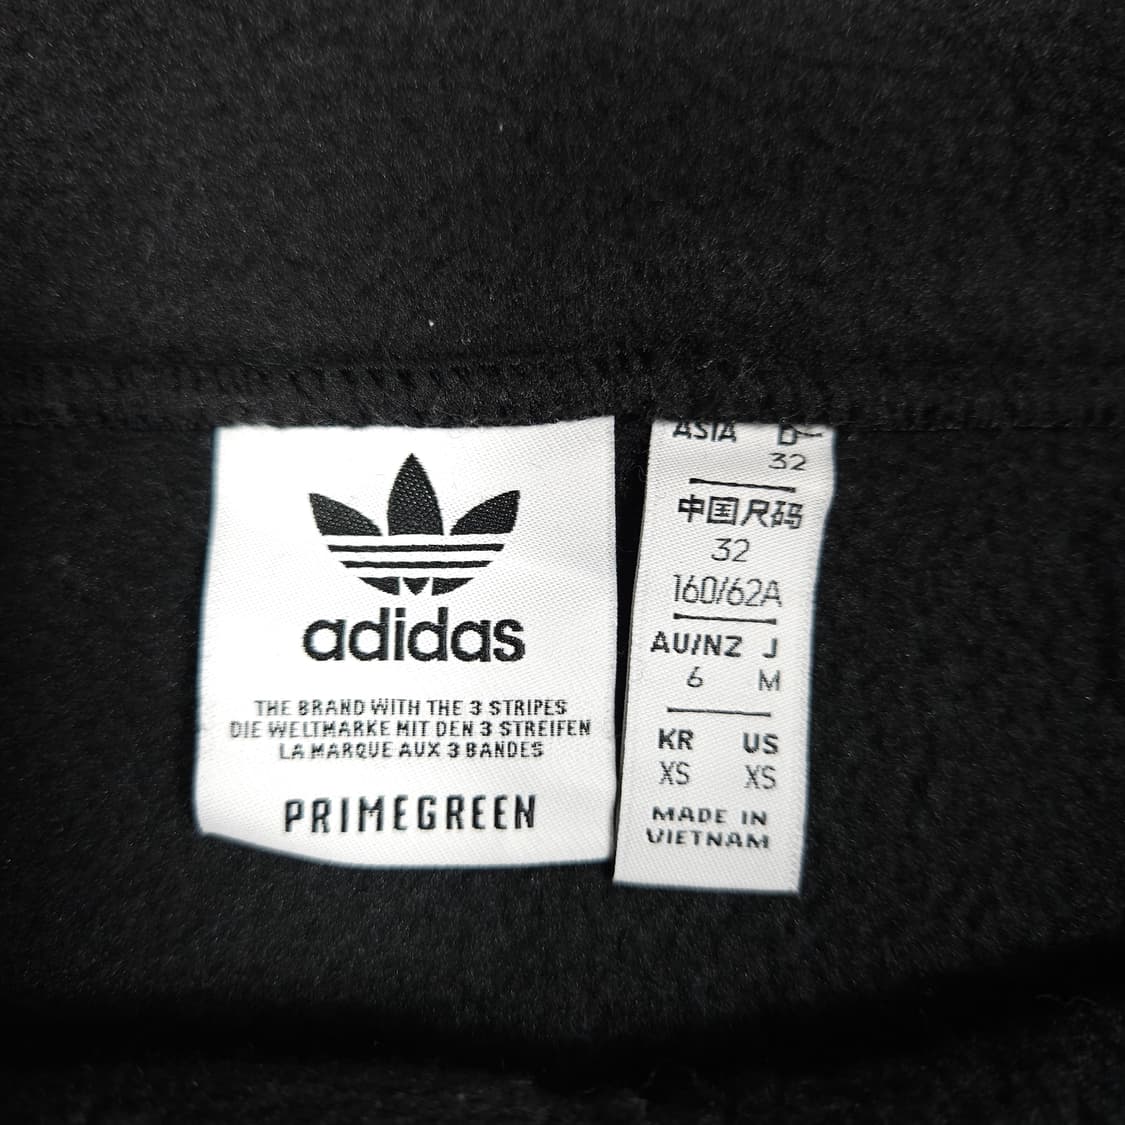 adidas
THE BRAND WITH THE 3 STRIPES
DIE WELTMARKE MIT DEN 3 STREIFEN
LA MARQUE AUX 3 BANDES
PRIMEGREEN
ASIA D
32
中国尺码
32
160/62A
AU/NZ J
6 M
KR US
XS XS
MADE IN
VIETNAM